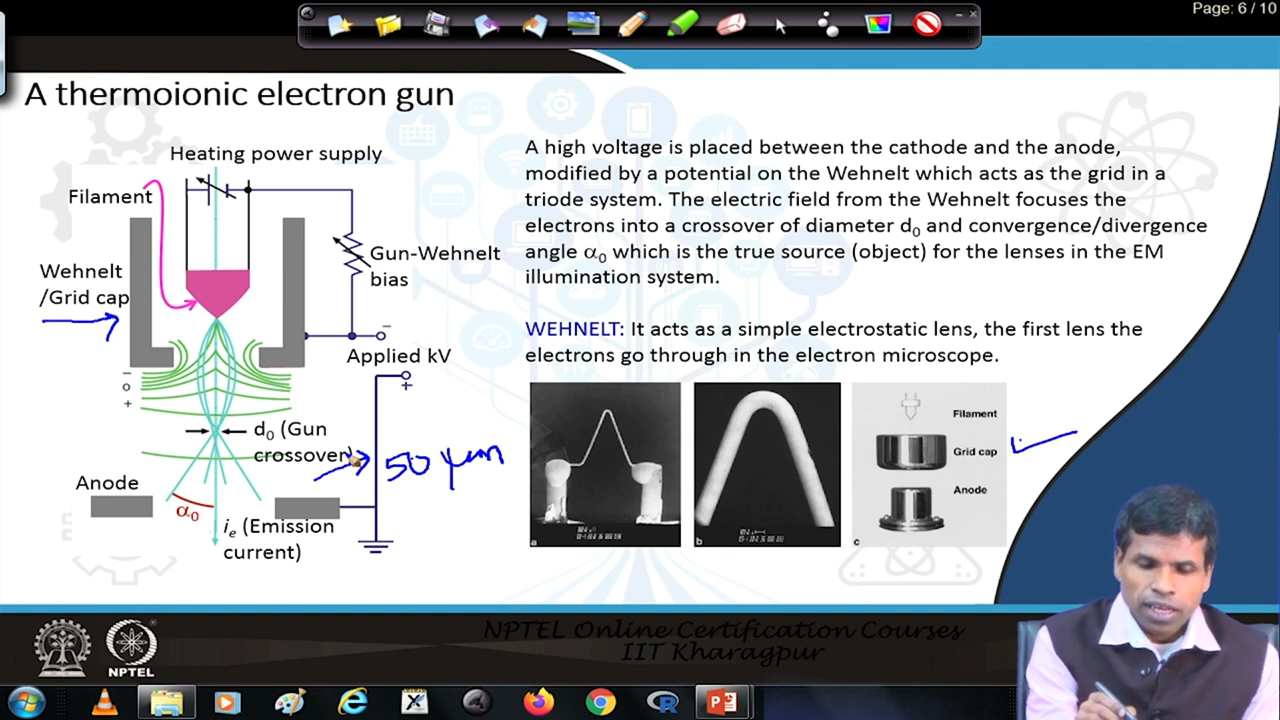 Page: 6 / 10
A thermoionic electron gun
Heating power supply
Filament
Wehnelt
/Grid cap
Gun-Wehnelt
bias
−
Applied kV
+
−
o
+
d₀ (Gun
crossover)
50 μm
Anode
α₀
iₑ (Emission
current)
A high voltage is placed between the cathode and the anode,
modified by a potential on the Wehnelt which acts as the grid in a
triode system. The electric field from the Wehnelt focuses the
electrons into a crossover of diameter d₀ and convergence/divergence
angle α₀ which is the true source (object) for the lenses in the EM
illumination system.
WEHNELT: It acts as a simple electrostatic lens, the first lens the
electrons go through in the electron microscope.
a
b
c
Filament
Grid cap
Anode
NPTEL
NPTEL Online Certification Courses
IIT Kharagpur